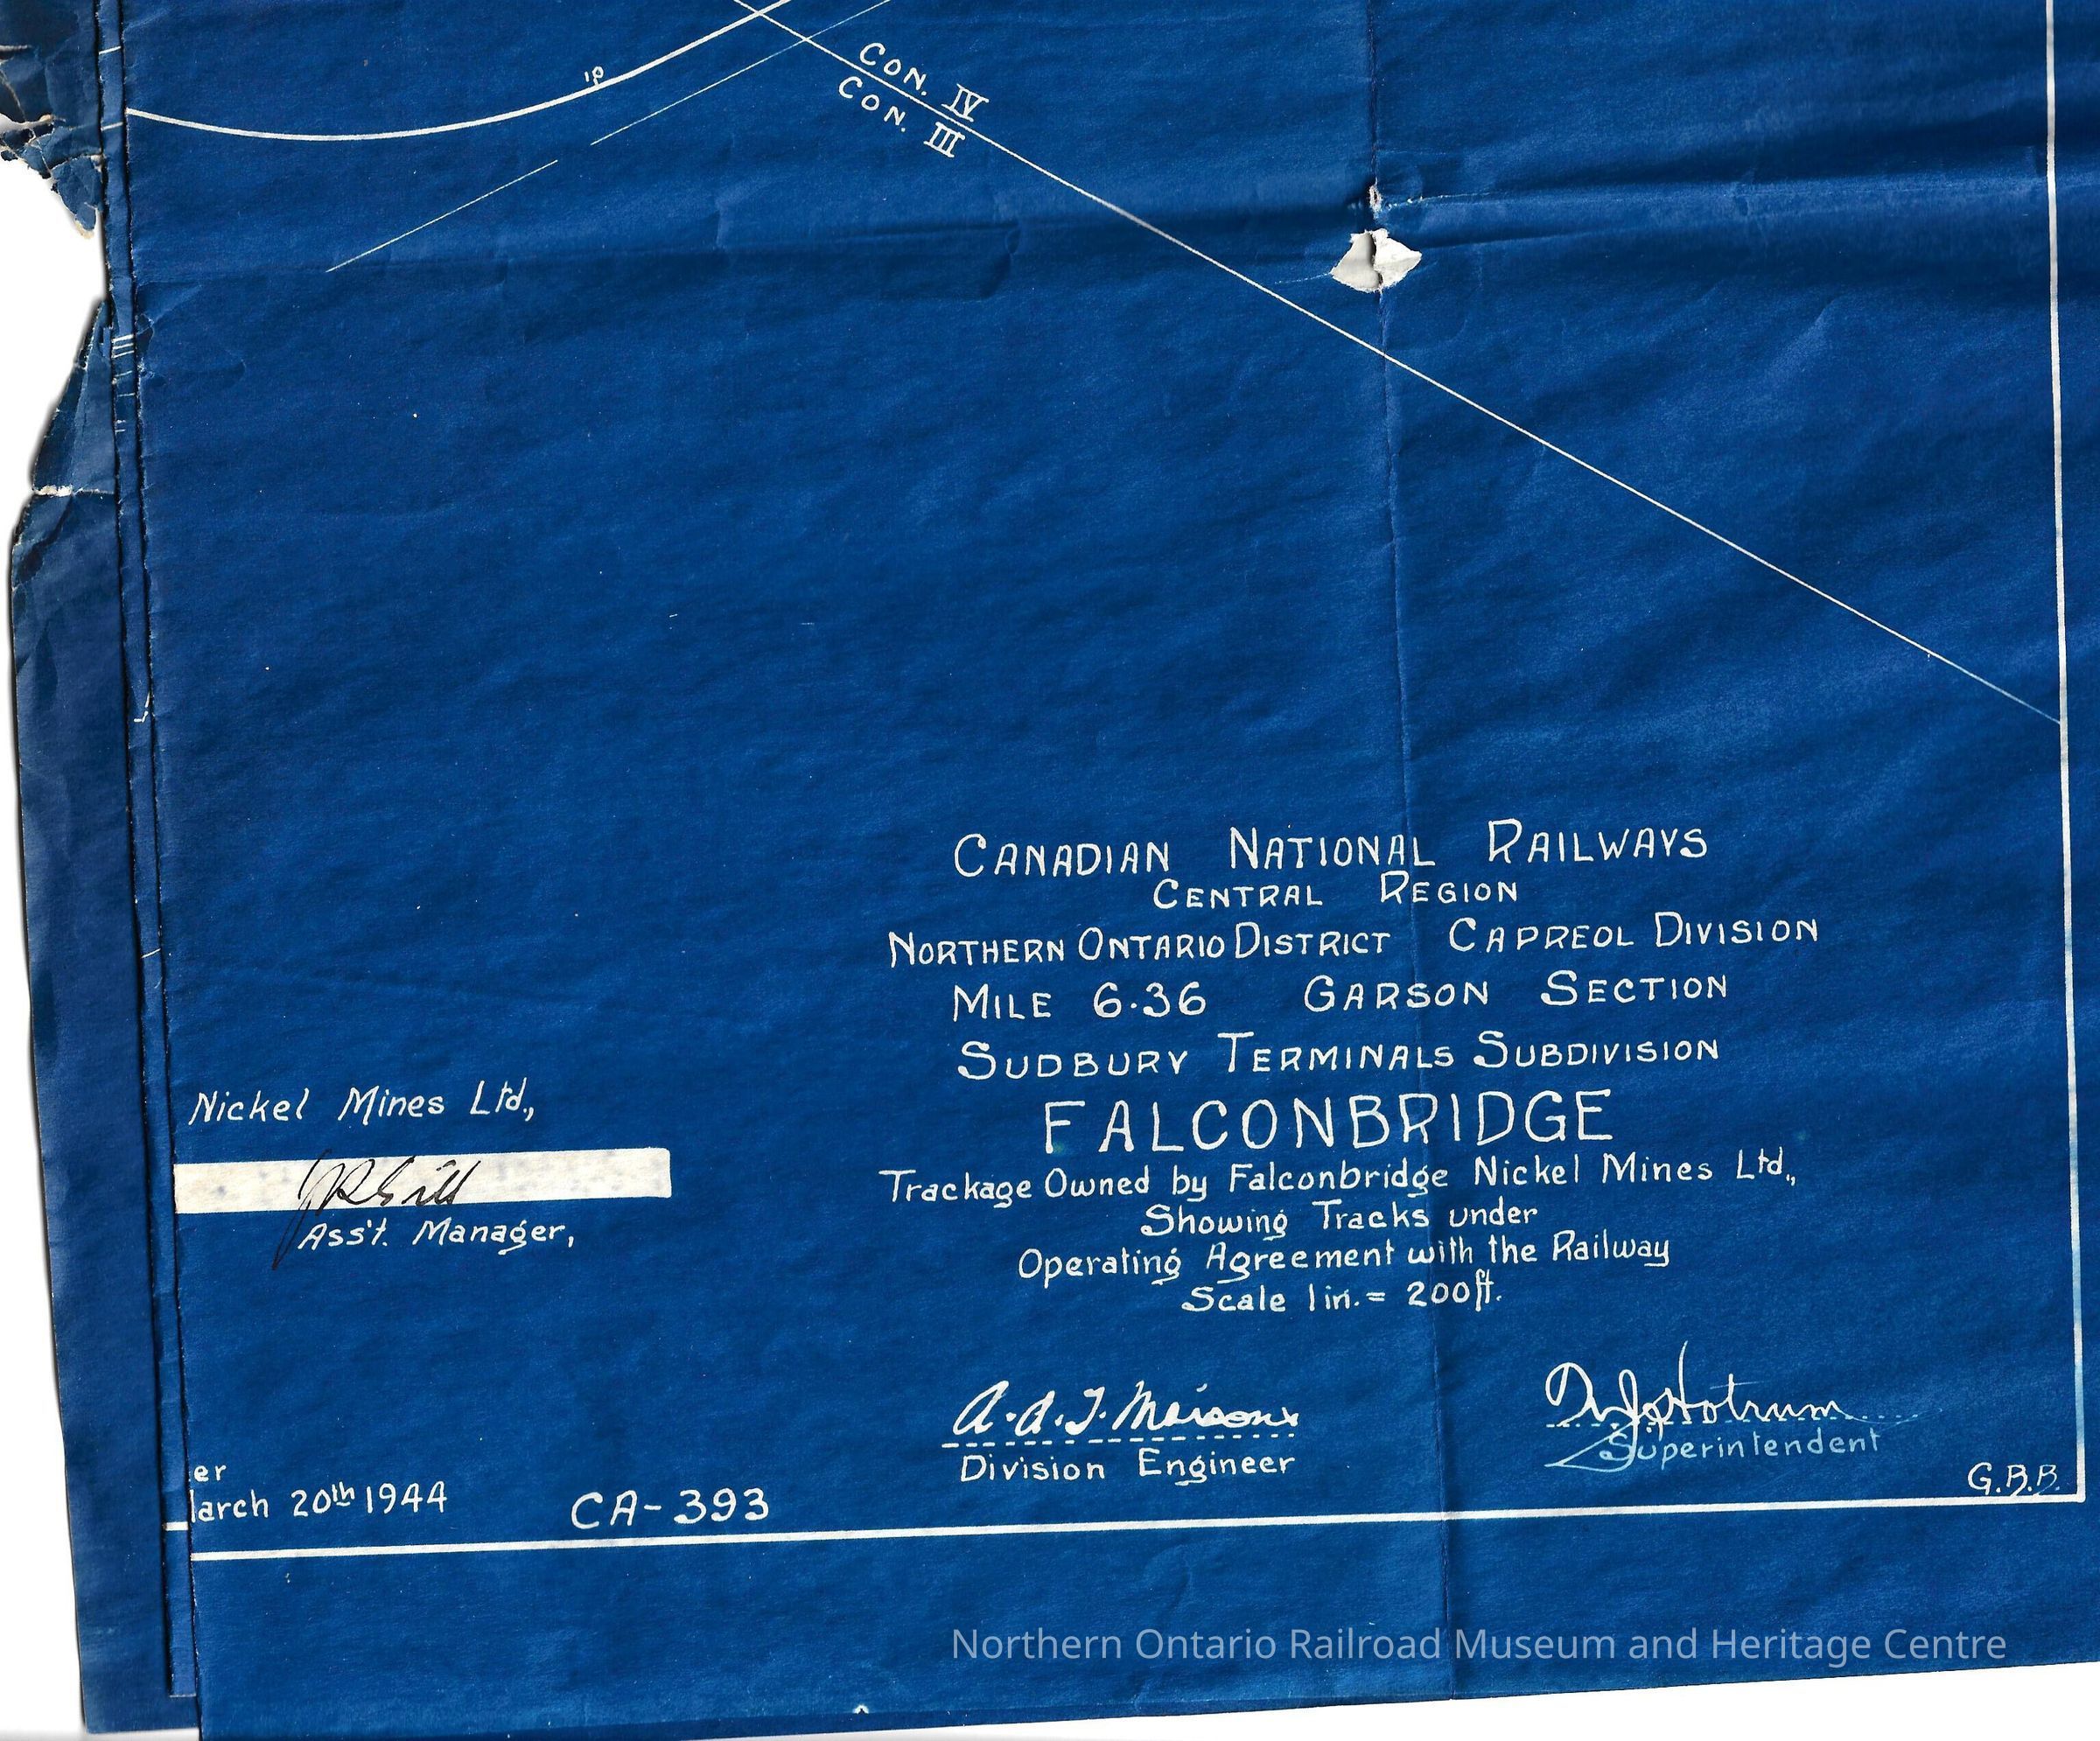 18
CON. IV
CON. III
CANADIAN NATIONAL RAILWAYS
CENTRAL REGION
NORTHERN ONTARIO DISTRICT CAPREOL DIVISION
MILE 6.36 GARSON SECTION
SUDBURY TERMINALS SUBDIVISION
FALCONBRIDGE
Trackage Owned by Falconbridge Nickel Mines Ltd.,
Showing Tracks under
Operating Agreement with the Railway
Scale 1in. = 200ft.
Nickel Mines Ltd.,
Ass't. Manager,
A.d.J.
Division Engineer
Hotrum
Superintendent
er
arch 20th 1944
CA-393
G.B.B.
Northern Ontario Railroad Museum and Heritage Centre